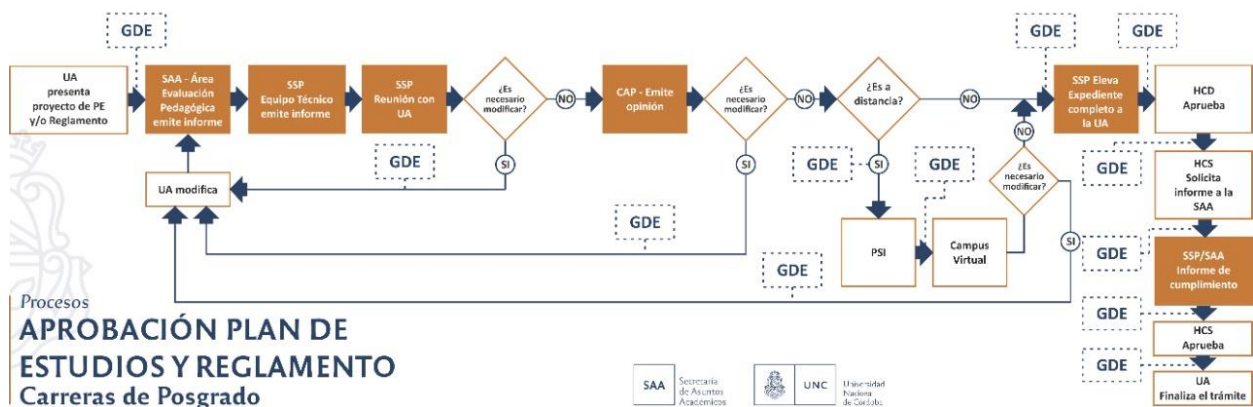 GDE
UA
presenta
proyecto de PE
y/o Reglamento
SAA - Área
Evaluación
Pedagógica
emite informe
SSP
Equipo Técnico
emite informe
SSP
Reunión con
UA
¿Es
necesario
modificar?
NO
SI
GDE
UA modifica
CAP - Emite
opinión
¿Es
necesario
modificar?
NO
SI
GDE
¿Es a
distancia?
NO
SI
GDE
PSI
GDE
Campus
Virtual
¿Es
necesario
modificar?
NO
SI
GDE
GDE
SSP Eleva
Expediente
completo a
la UA
GDE
HCD
Aprueba
GDE
HCS
Solicita
informe a la
SAA
GDE
SSP/SAA
Informe de
cumplimiento
GDE
HCS
Aprueba
GDE
UA
Finaliza el trámite
Procesos
APROBACIÓN PLAN DE
ESTUDIOS Y REGLAMENTO
Carreras de Posgrado
SAA
Secretaría
de Asuntos
Académicos
UNC
Universidad
Nacional
de Córdoba